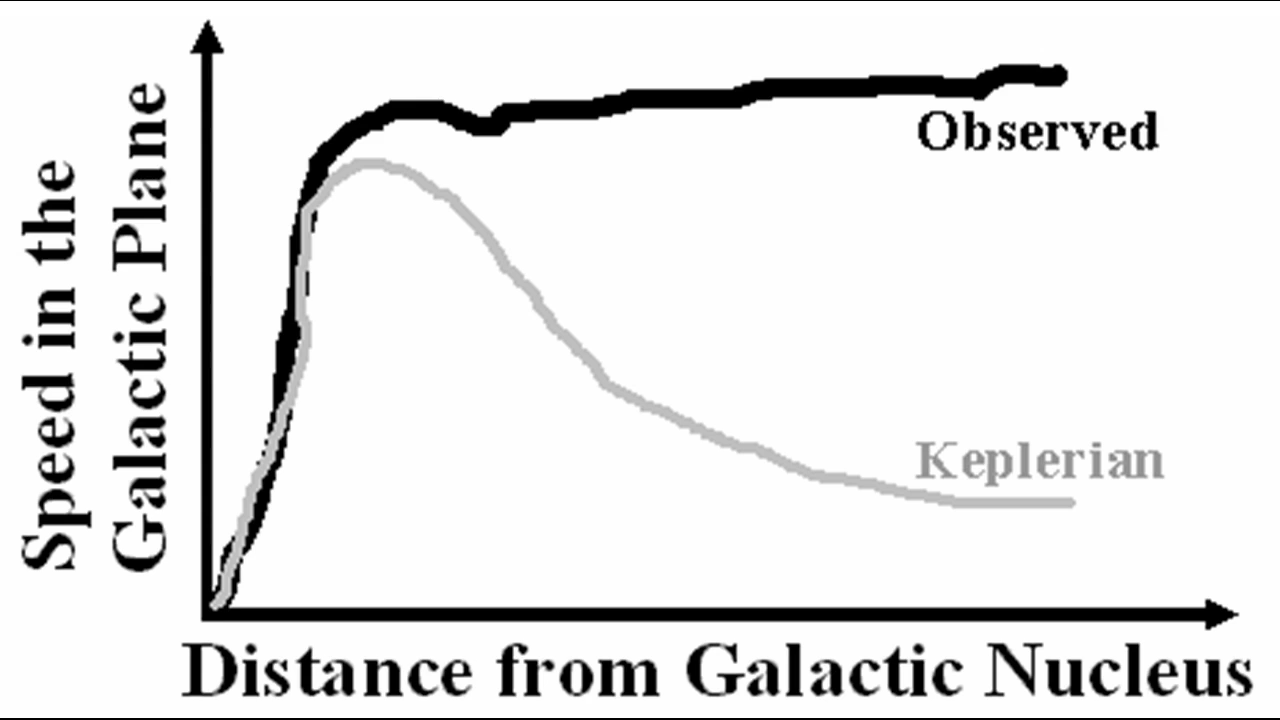 Speed in the
Galactic Plane
Observed
Keplerian
Distance from Galactic Nucleus